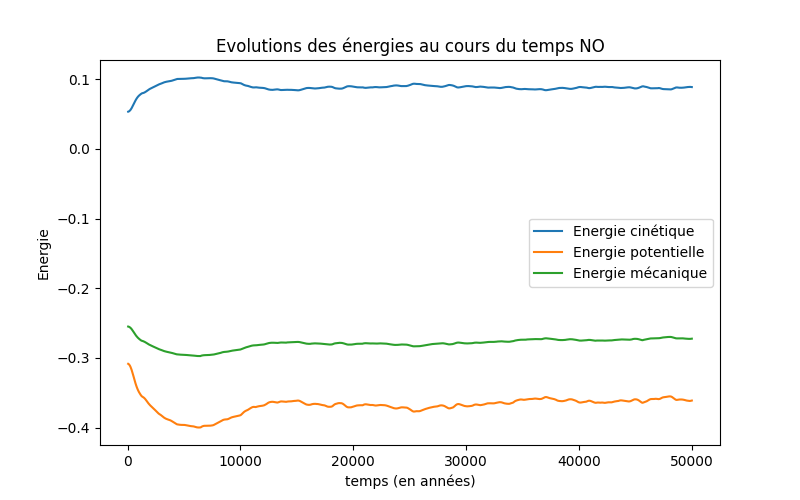 Evolutions des énergies au cours du temps NO
Energie
0.1
0.0
−0.1
−0.2
−0.3
−0.4
Energie cinétique
Energie potentielle
Energie mécanique
0
10000
20000
30000
40000
50000
temps (en années)